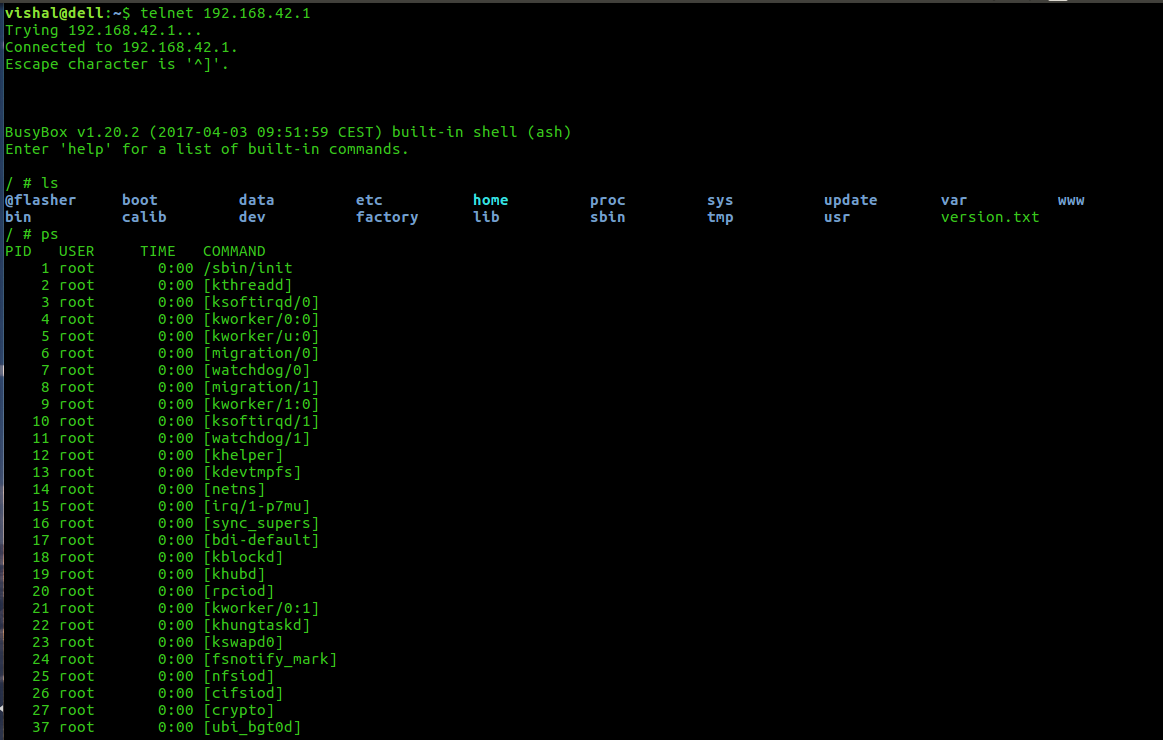 vishal@dell:~$ telnet 192.168.42.1
Trying 192.168.42.1...
Connected to 192.168.42.1.
Escape character is '^]'.
BusyBox v1.20.2 (2017-04-03 09:51:59 CEST) built-in shell (ash)
Enter 'help' for a list of built-in commands.
/ # ls
@flasher boot data etc home proc sys update var www
bin calib dev factory lib sbin tmp usr version.txt
/ # ps
PID USER TIME COMMAND
1 root 0:00 /sbin/init
2 root 0:00 [kthreadd]
3 root 0:00 [ksoftirqd/0]
4 root 0:00 [kworker/0:0]
5 root 0:00 [kworker/u:0]
6 root 0:00 [migration/0]
7 root 0:00 [watchdog/0]
8 root 0:00 [migration/1]
9 root 0:00 [kworker/1:0]
10 root 0:00 [ksoftirqd/1]
11 root 0:00 [watchdog/1]
12 root 0:00 [khelper]
13 root 0:00 [kdevtmpfs]
14 root 0:00 [netns]
15 root 0:00 [irq/1-p7mu]
16 root 0:00 [sync_supers]
17 root 0:00 [bdi-default]
18 root 0:00 [kblockd]
19 root 0:00 [khubd]
20 root 0:00 [rpciod]
21 root 0:00 [kworker/0:1]
22 root 0:00 [khungtaskd]
23 root 0:00 [kswapd0]
24 root 0:00 [fsnotify_mark]
25 root 0:00 [nfsiod]
26 root 0:00 [cifsiod]
27 root 0:00 [crypto]
37 root 0:00 [ubi_bgt0d]